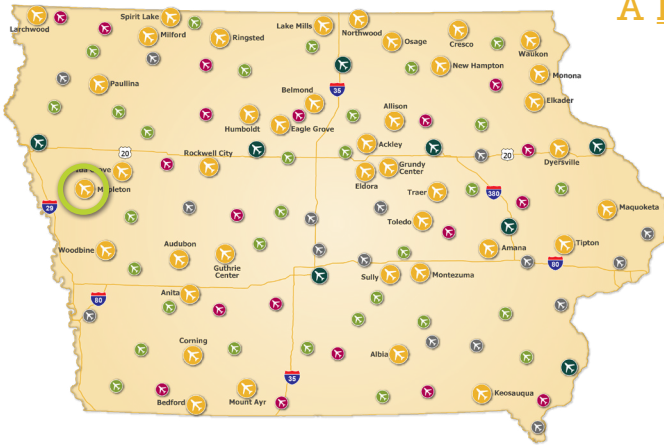 A
Spirit Lake
Lake Mills
Northwood
Larchwood
Milford
Ringsted
Osage
Cresco
Waukon
New Hampton
Monona
Paullina
Belmond
35
Elkader
Allison
Humboldt
Eagle Grove
Ackley
20
Rockwell City
20
Dyersville
Grove
Grundy
Center
Mapleton
Eldora
Traer
380
29
Maquoketa
Toledo
Woodbine
Audubon
Amana
Tipton
Guthrie
Center
80
Sully
Montezuma
Anita
80
Corning
Albia
35
Bedford
Mount Ayr
Keosauqua